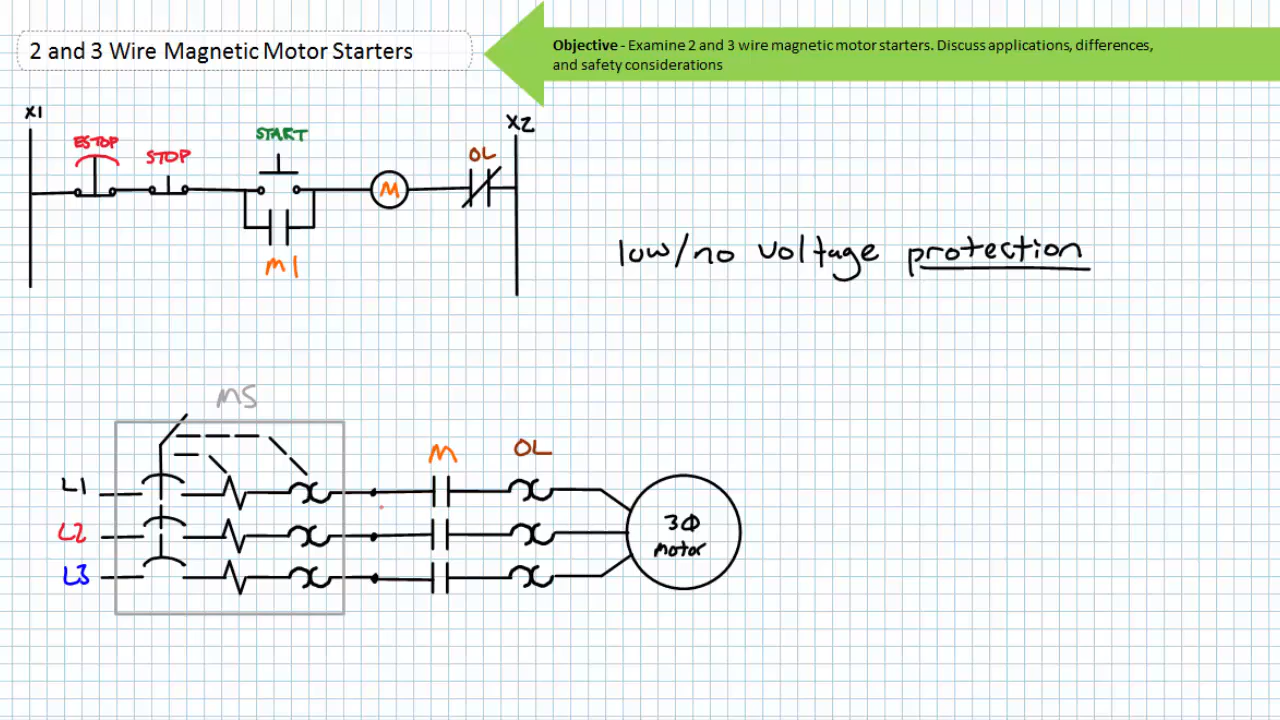 2 and 3 Wire Magnetic Motor Starters
Objective - Examine 2 and 3 wire magnetic motor starters. Discuss applications, differences,
and safety considerations
X1
X2
ESTOP
STOP
START
OL
M
M1
low/no voltage protection
MS
M
OL
L1
L2
L3
3Φ
motor